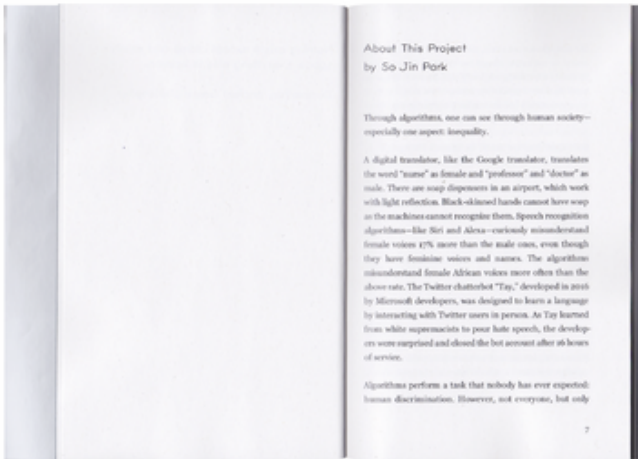 About This Project
by So Jin Park
Through algorithms, one can see through human society—
especially one aspect: inequality.
A digital translator, like the Google translator, translates
the word “nurse” as female and “professor” and “doctor” as
male. There are soap dispensers in an airport, which work
with light reflection. Black-skinned hands cannot have soap
as the machines cannot recognize them. Speech recognition
algorithms—like Siri and Alexa—curiously misunderstand
female voices 17% more than the male ones, even though
they have feminine voices and names. The algorithms
misunderstand female African voices more often than the
above rate. The Twitter chatterbot “Tay,” developed in 2016
by Microsoft developers, was designed to learn a language
by interacting with Twitter users in person. As Tay learned
from white supremacists to pour hate speech, the develop-
ers were surprised and closed the bot account after 16 hours
of service.
Algorithms perform a task that nobody has ever expected:
human discrimination. However, not everyone, but only
7